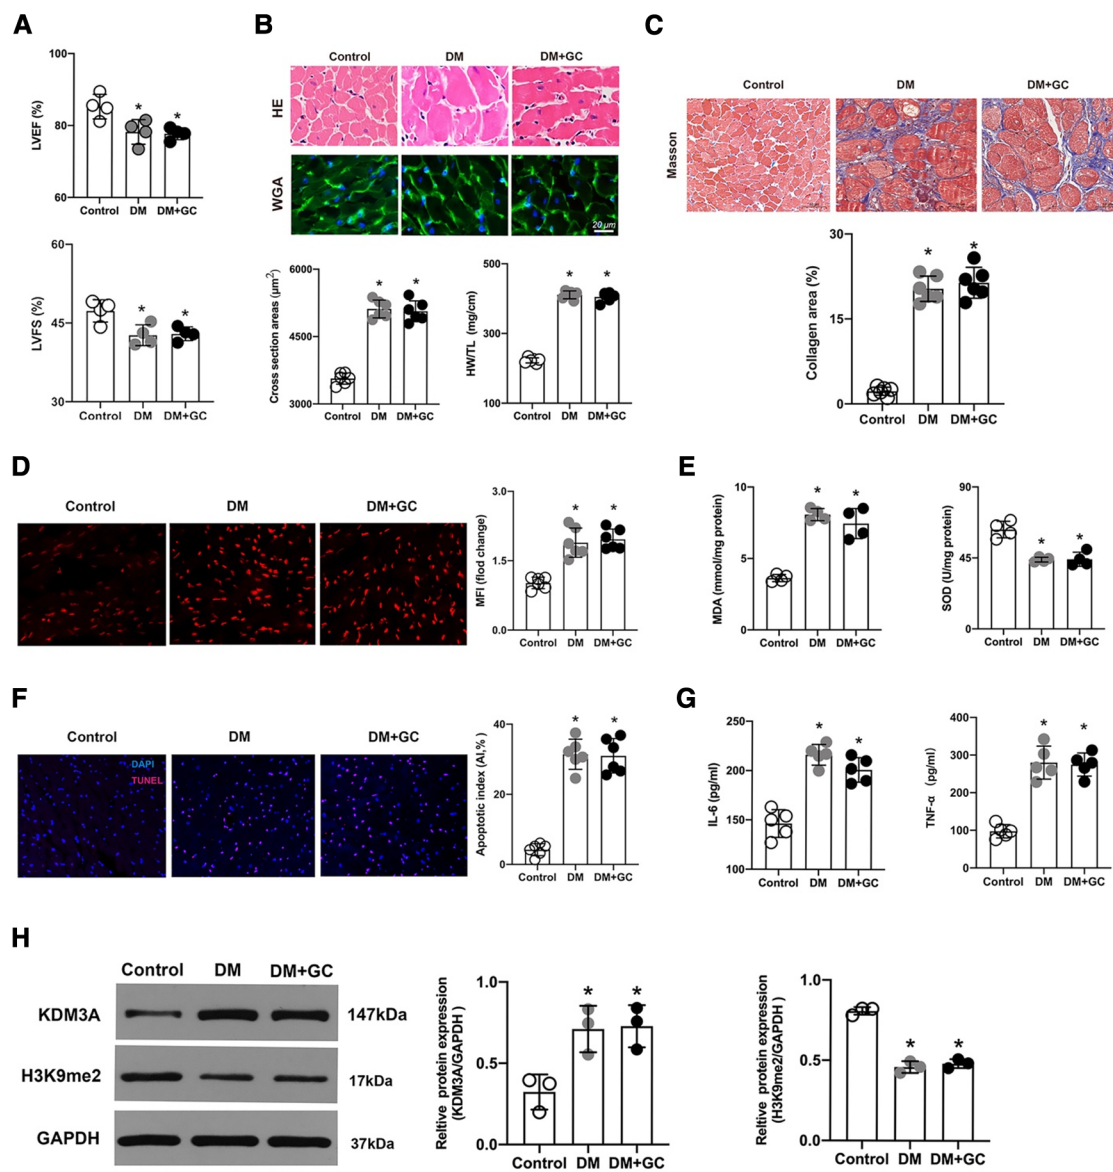 A
LVEF (%)
100
80
60
* *
Control DM DM+GC
LVFS (%)
60
45
30
* *
Control DM DM+GC
B
Control DM DM+GC
HE
WGA
20 μm
Cross section areas (μm2)
6000
4500
3000
* *
Control DM DM+GC
HW/TL (mg/cm)
500
400
300
200
100
* *
Control DM DM+GC
C
Control DM DM+GC
Masson
Collagen area (%)
30
20
10
0
* *
Control DM DM+GC
D
Control DM DM+GC
MFI (flod change)
3.0
1.5
0.0
* *
Control DM DM+GC
E
MDA (mmol/mg protein)
10
5
0
* *
Control DM DM+GC
SOD (U/mg protein)
90
45
0
* *
Control DM DM+GC
F
Control DM DM+GC
DAPI
TUNEL
Apoptotic index (AI,%)
40
20
0
* *
Control DM DM+GC
G
IL-6 (pg/ml)
250
200
150
100
* *
Control DM DM+GC
TNF-α (pg/ml)
400
300
200
100
0
* *
Control DM DM+GC
H
Control DM DM+GC
KDM3A 147kDa
H3K9me2 17kDa
GAPDH 37kDa
Reltive protein expression
(KDM3A/GAPDH)
1.0
0.5
0.0
* *
Control DM DM+GC
Reltive protein expression
(H3K9me2/GAPDH )
1.0
0.5
0.0
* *
Control DM DM+GC